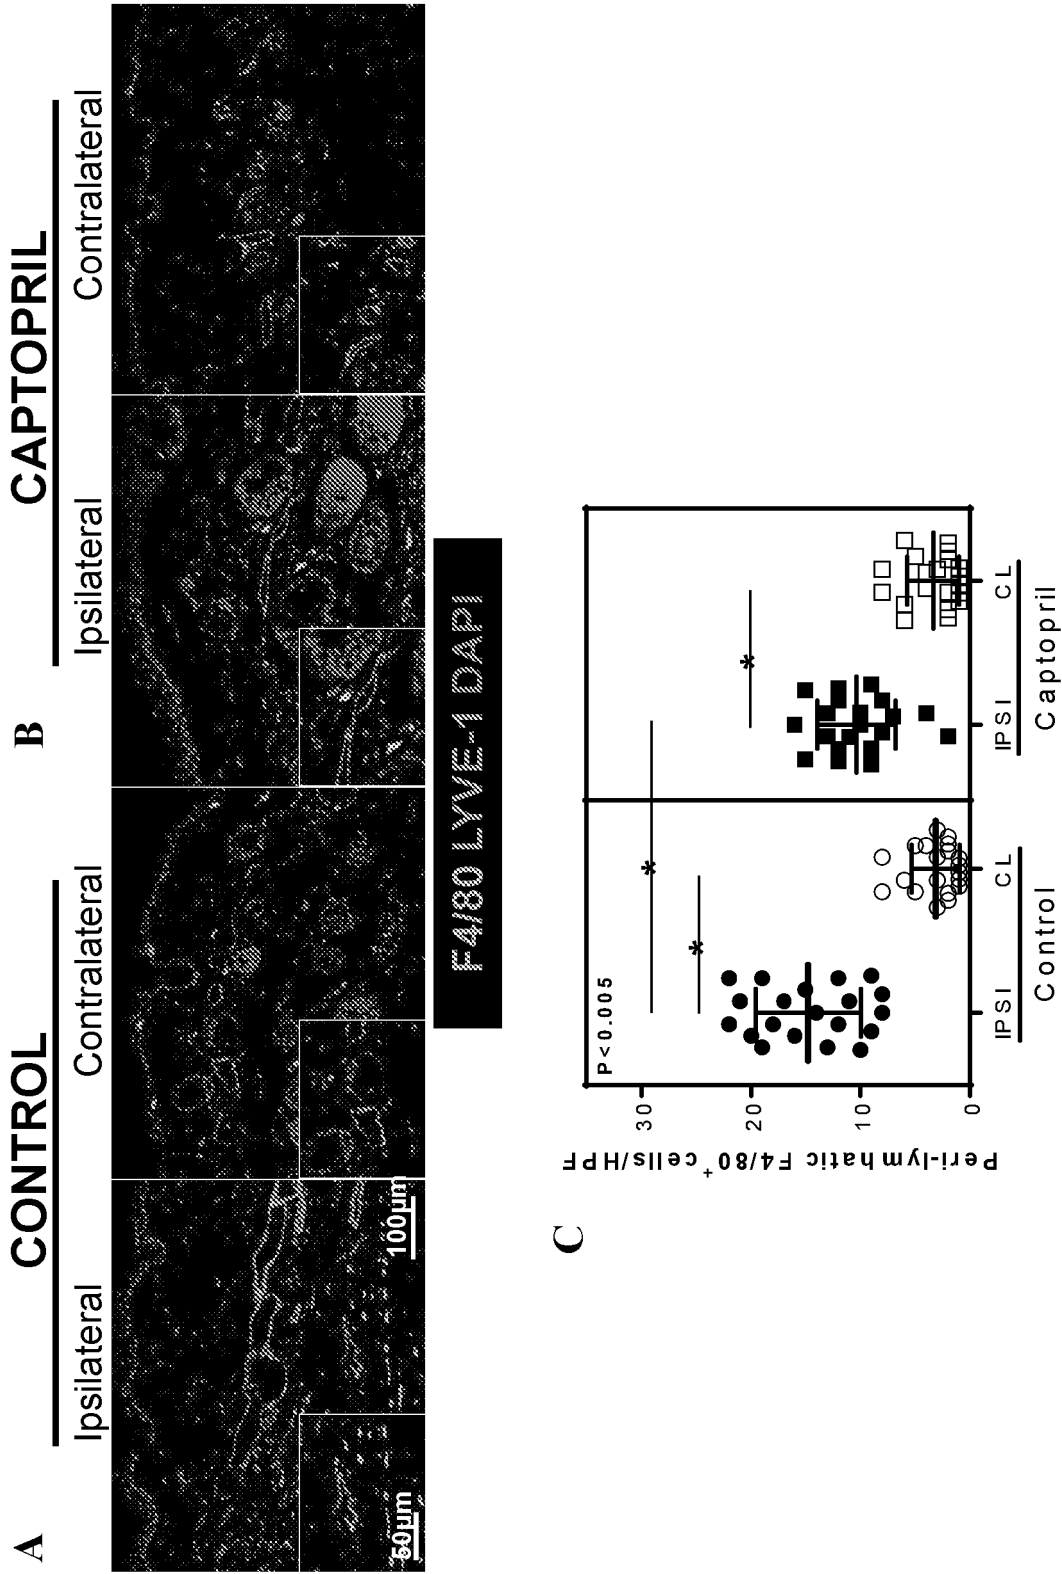 A
CONTROL
Ipsilateral
Contralateral
50µm
100µm
B
CAPTOPRIL
Ipsilateral
Contralateral
F4/80 LYVE-1 DAPI
C
Peri-lymphatic F4/80+ cells/HPF
30
20
10
0
P<0.005
*
*
*
IPSI
CL
IPSI
CL
Control
Captopril